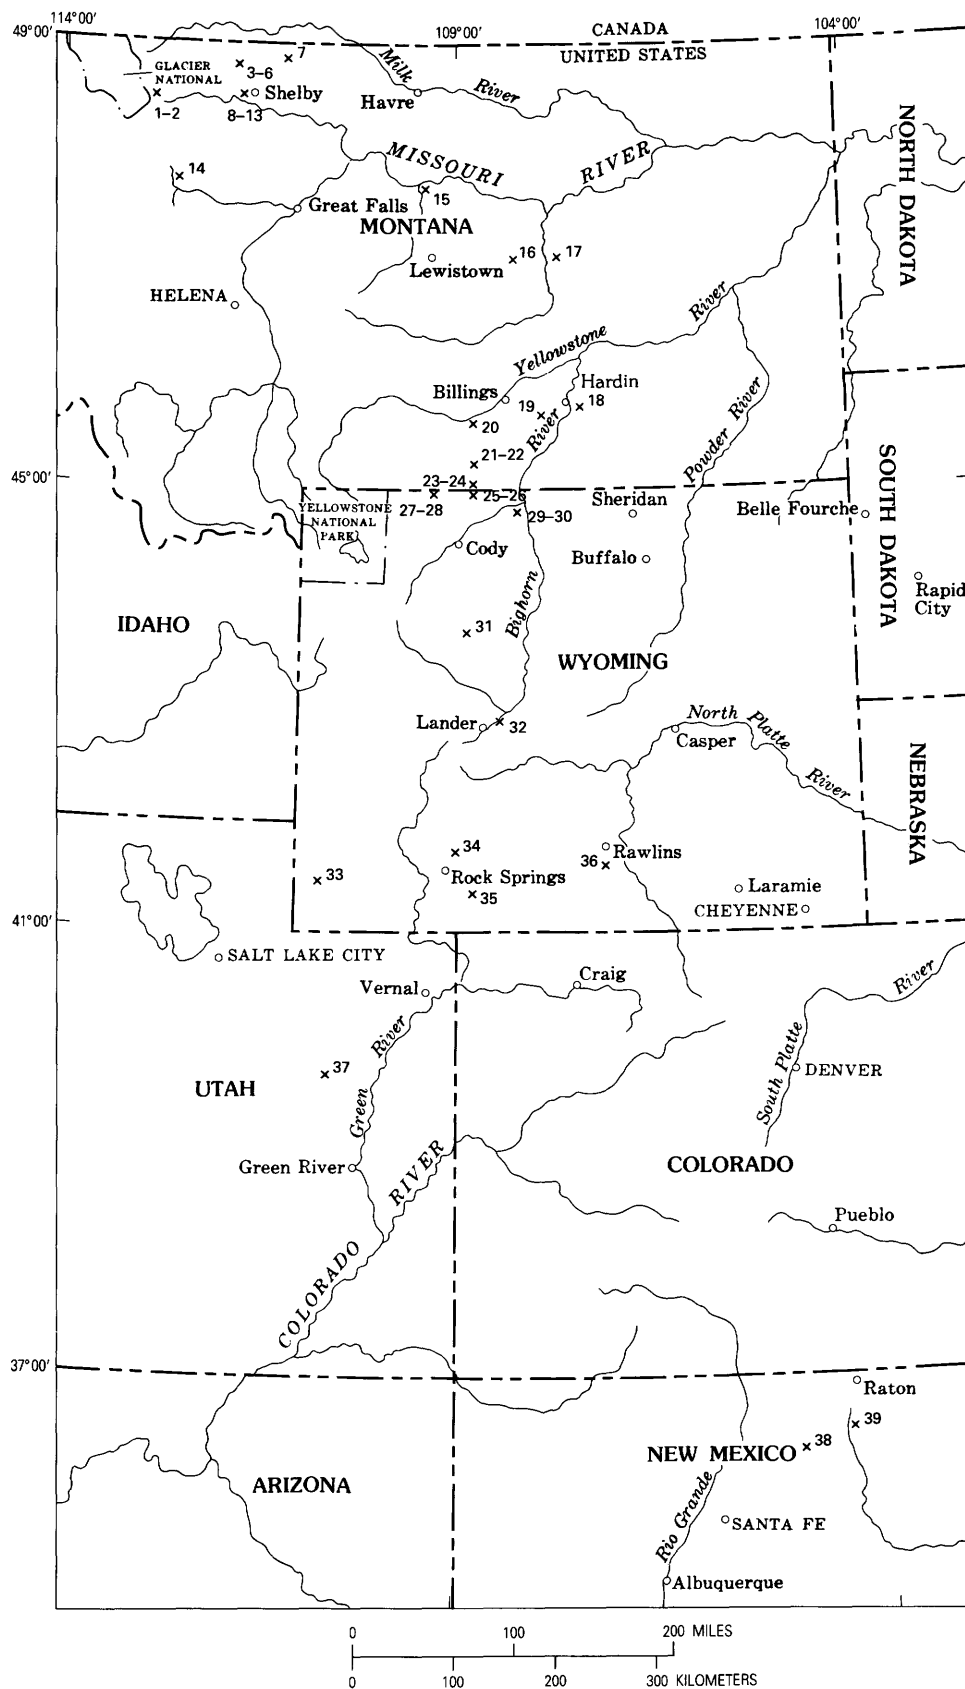 114°00′
109°00′
104°00′
49°00′
CANADA
UNITED STATES
7
3–6
GLACIER
NATIONAL
Milk
River
Shelby
Havre
1–2
8–13
14
MISSOURI
RIVER
15
Great Falls
MONTANA
NORTH DAKOTA
16
17
Lewistown
HELENA
River
Yellowstone
Billings
Hardin
19
18
20
River
Powder River
21–22
45°00′
23–24
25–26
27–28
Sheridan
Belle Fourche
SOUTH DAKOTA
YELLOWSTONE
NATIONAL
PARK
29–30
Cody
Buffalo
Rapid
City
Bighorn
IDAHO
31
WYOMING
Lander
32
North Platte
River
Casper
NEBRASKA
34
36
Rawlins
33
Rock Springs
35
Laramie
CHEYENNE
41°00′
SALT LAKE CITY
Vernal
Craig
River
River
South Platte
37
DENVER
UTAH
Green
Green River
RIVER
COLORADO
Pueblo
COLORADO
37°00′
Raton
39
38
NEW MEXICO
ARIZONA
Rio Grande
SANTA FE
Albuquerque
0
100
200 MILES
0
100
200
300 KILOMETERS